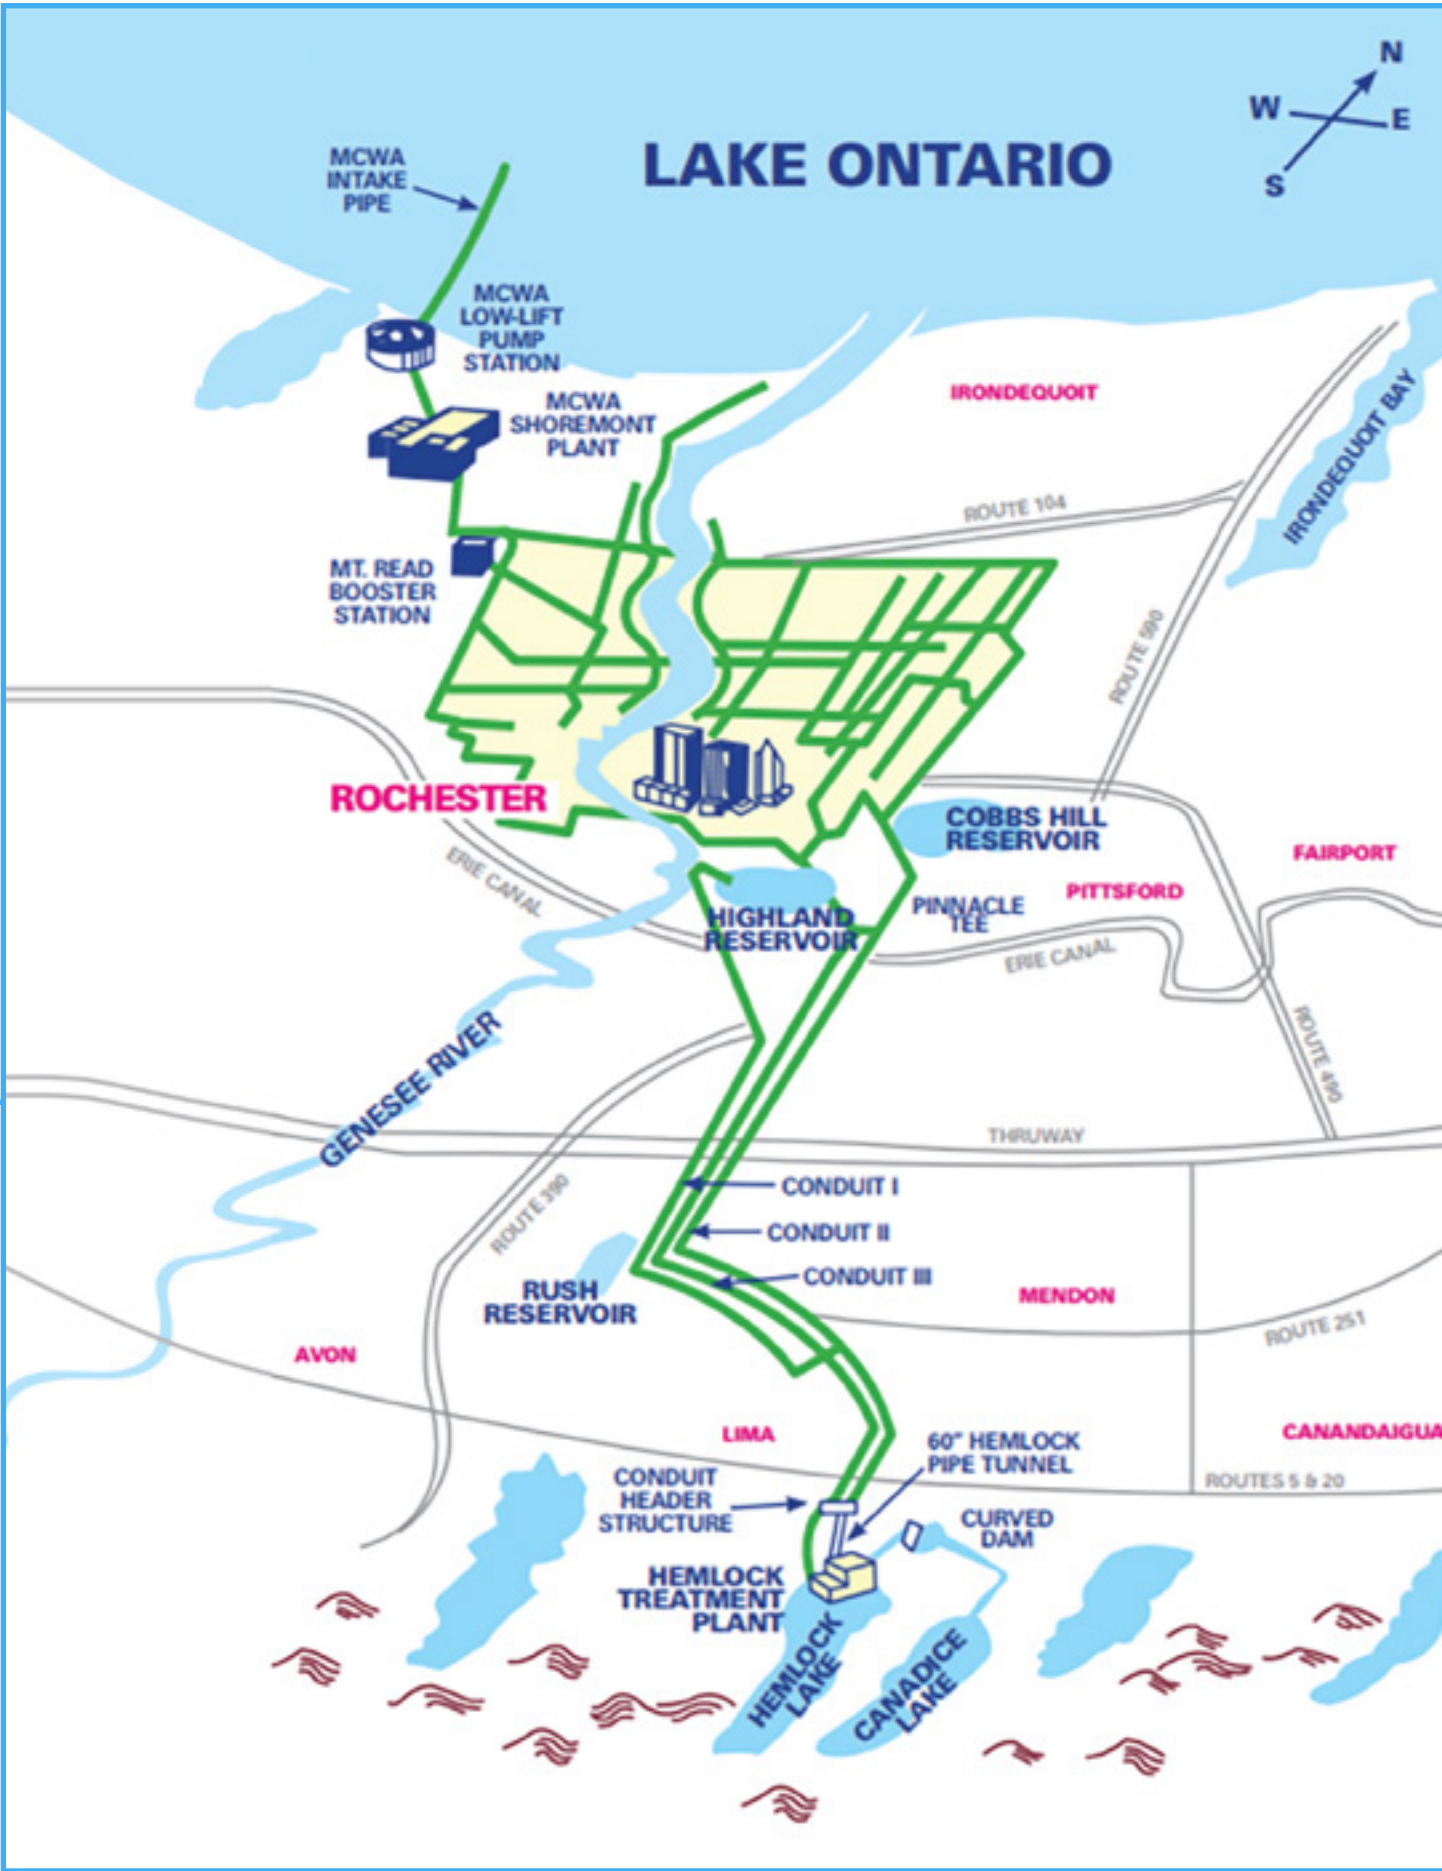 N
W
E
S
LAKE ONTARIO
MCWA
INTAKE
PIPE
MCWA
LOW-LIFT
PUMP
STATION
MCWA
SHOREMONT
PLANT
IRONDEQUOIT
IRONDEQUOIT BAY
ROUTE 104
MT. READ
BOOSTER
STATION
ROUTE 590
ROCHESTER
COBBS HILL
RESERVOIR
FAIRPORT
ERIE CANAL
PITTSFORD
HIGHLAND
RESERVOIR
PINNACLE
TEE
ERIE CANAL
GENESEE RIVER
ROUTE 490
THRUWAY
ROUTE 390
CONDUIT I
CONDUIT II
CONDUIT III
RUSH
RESERVOIR
MENDON
ROUTE 251
AVON
LIMA
60" HEMLOCK
PIPE TUNNEL
CANANDAIGUA
CONDUIT
HEADER
STRUCTURE
ROUTES 5 & 20
CURVED
DAM
HEMLOCK
TREATMENT
PLANT
HEMLOCK
LAKE
CANADICE
LAKE